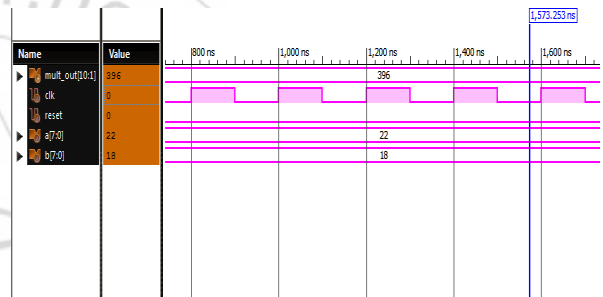 1,573.253 ns
Name Value 800 ns 1,000 ns 1,200 ns 1,400 ns 1,600 ns
mult_out[10:1] 396 396
clk 0
reset 0
a[7:0] 22 22
b[7:0] 18 18